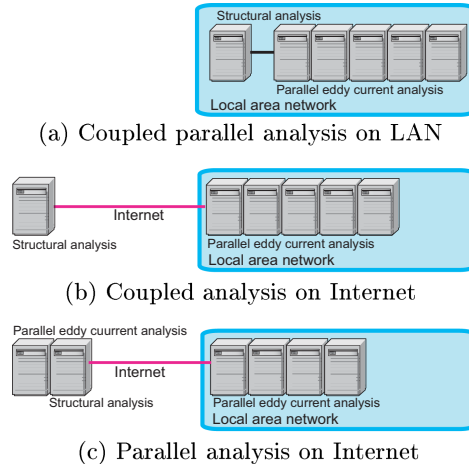 Structural analysis
Parallel eddy current analysis
Local area network
(a) Coupled parallel analysis on LAN
Internet
Structural analysis
Parallel eddy current analysis
Local area network
(b) Coupled analysis on Internet
Parallel eddy cuurrent analysis
Internet
Structural analysis
Parallel eddy current analysis
Local area network
(c) Parallel analysis on Internet